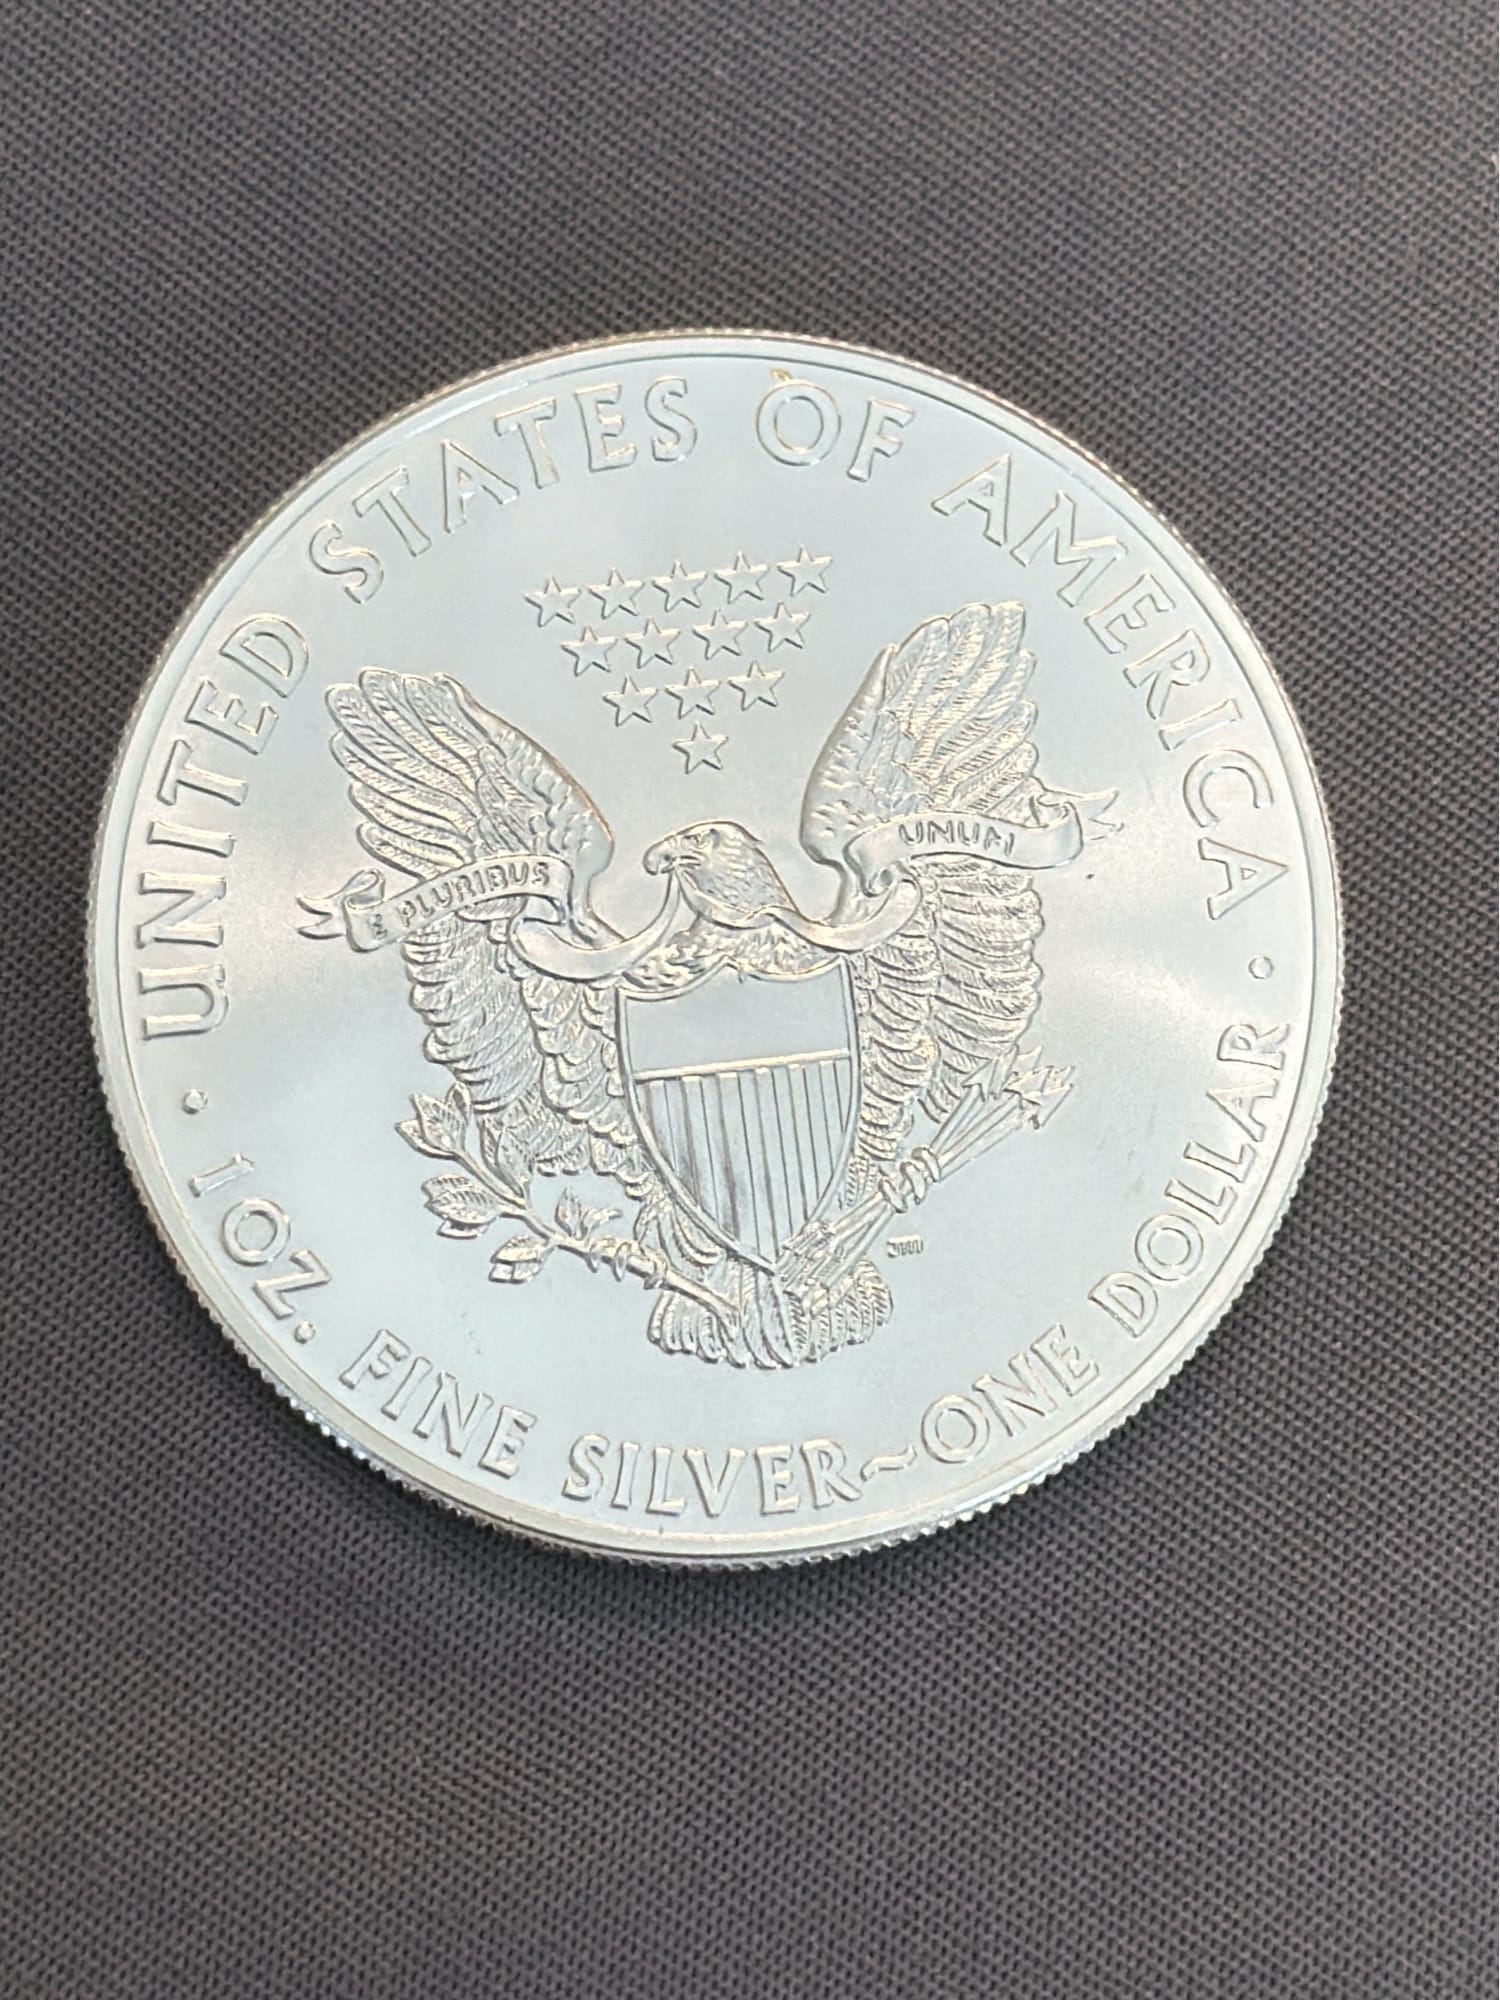 UNITED STATES OF AMERICA
E PLURIBUS UNUM
JM
· 1 OZ. FINE SILVER~ONE DOLLAR ·